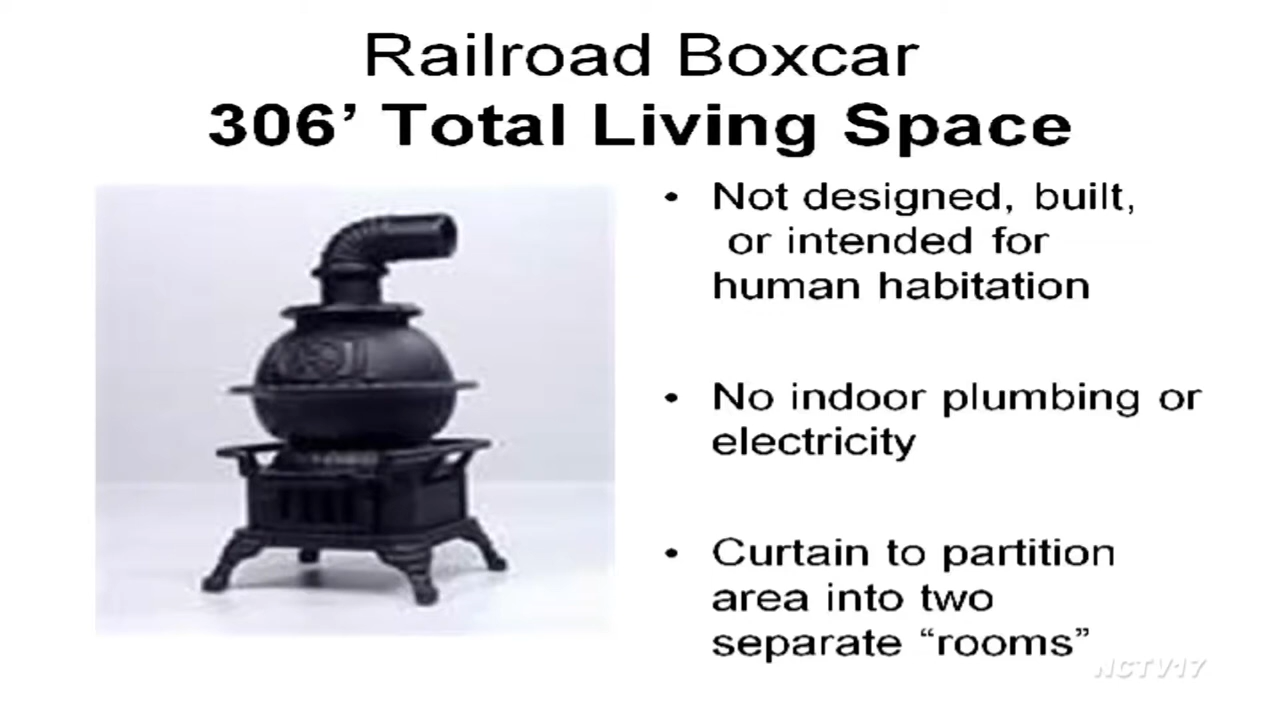 Railroad Boxcar
306’ Total Living Space
• Not designed, built,
or intended for
human habitation
• No indoor plumbing or
electricity
• Curtain to partition
area into two
separate “rooms”
NCTV17